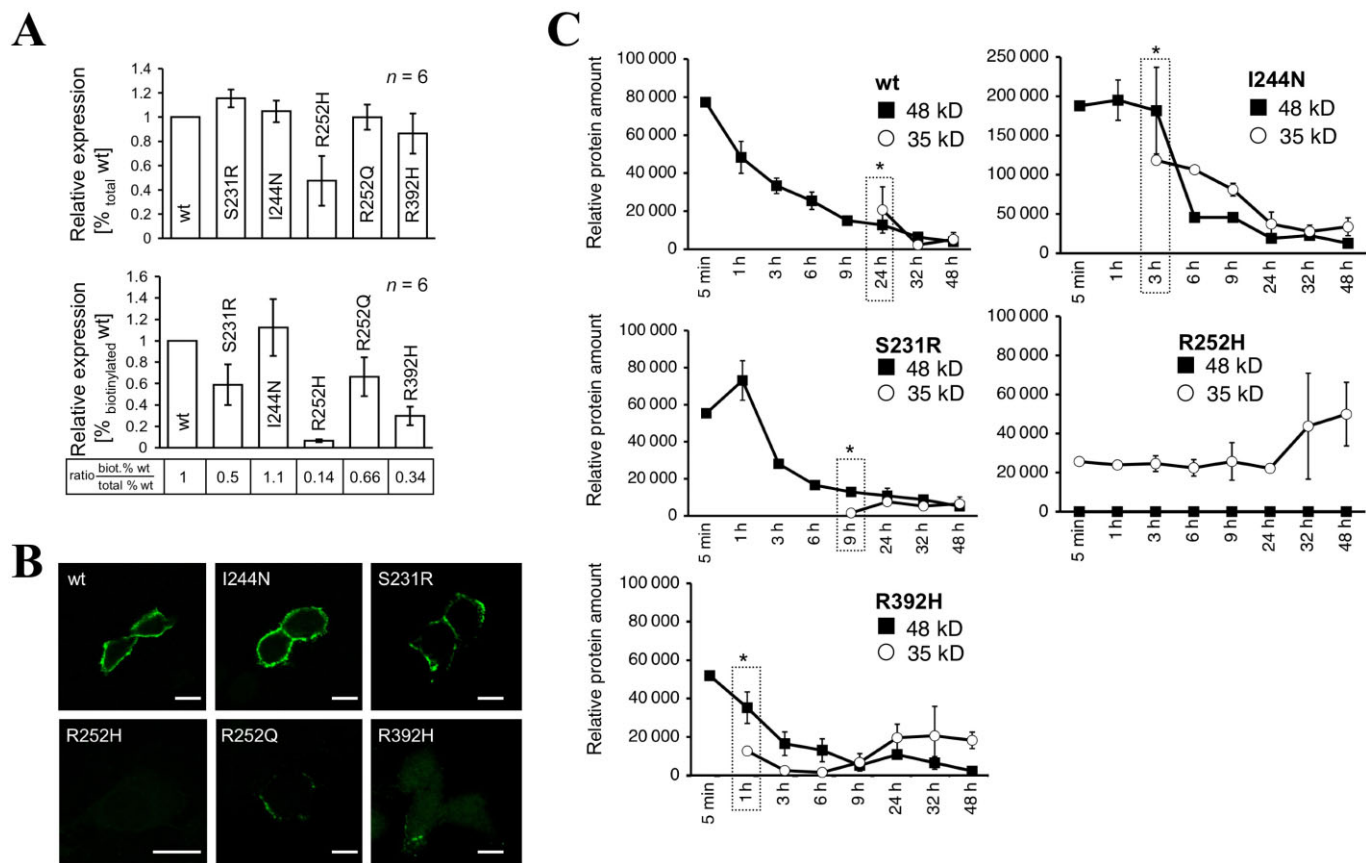 A
Relative expression
[% total wt]
1.4
1.2
1
0.8
0.6
0.4
0.2
0
n = 6
wt
S231R
I244N
R252H
R252Q
R392H
Relative expression
[% biotinylated wt]
1.4
1.2
1
0.8
0.6
0.4
0.2
0
n = 6
wt
S231R
I244N
R252H
R252Q
R392H
ratio biot.% wt 1 0.5 1.1 0.14 0.66 0.34
total % wt
B
wt I244N S231R
R252H R252Q R392H
C
Relative protein amount
100 000
80 000
60 000
40 000
20 000
0
wt
48 kD
35 kD
*
5 min 1 h 3 h 6 h 9 h 24 h 32 h 48 h
250 000
200 000
150 000
100 000
50 000
0
*
I244N
48 kD
35 kD
5 min 1 h 3 h 6 h 9 h 24 h 32 h 48 h
Relative protein amount
100 000
80 000
60 000
40 000
20 000
0
S231R
48 kD
35 kD
*
5 min 1 h 3 h 6 h 9 h 24 h 32 h 48 h
100 000
80 000
60 000
40 000
20 000
0
R252H
48 kD
35 kD
5 min 1 h 3 h 6 h 9 h 24 h 32 h 48 h
Relative protein amount
100 000
80 000
60 000
40 000
20 000
0
R392H
48 kD
35 kD
*
5 min 1 h 3 h 6 h 9 h 24 h 32 h 48 h